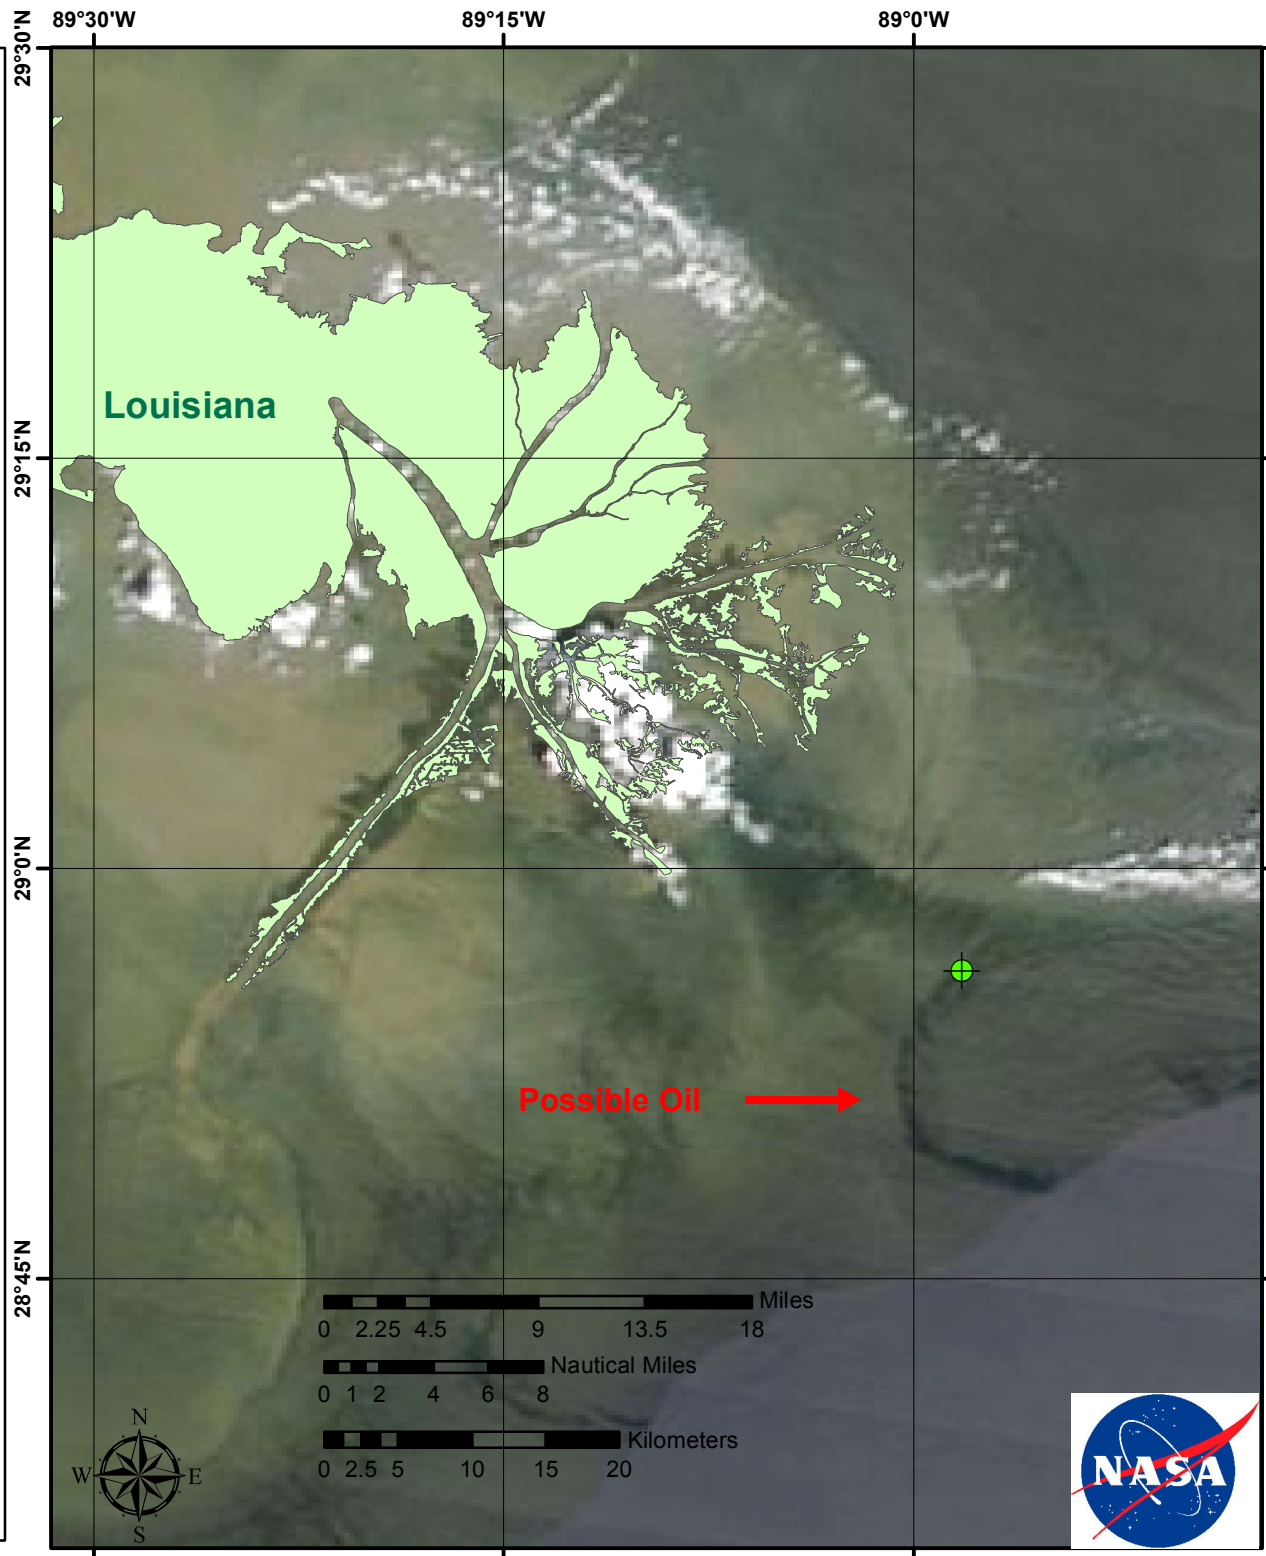 89°30'W 89°15'W 89°0'W
29°30'N
Louisiana
29°15'N
29°0'N
Possible Oil
28°45'N
Miles
0 2.25 4.5 9 13.5 18
Nautical Miles
0 1 2 4 6 8
Kilometers
0 2.5 5 10 15 20
N
W E
S
NASA